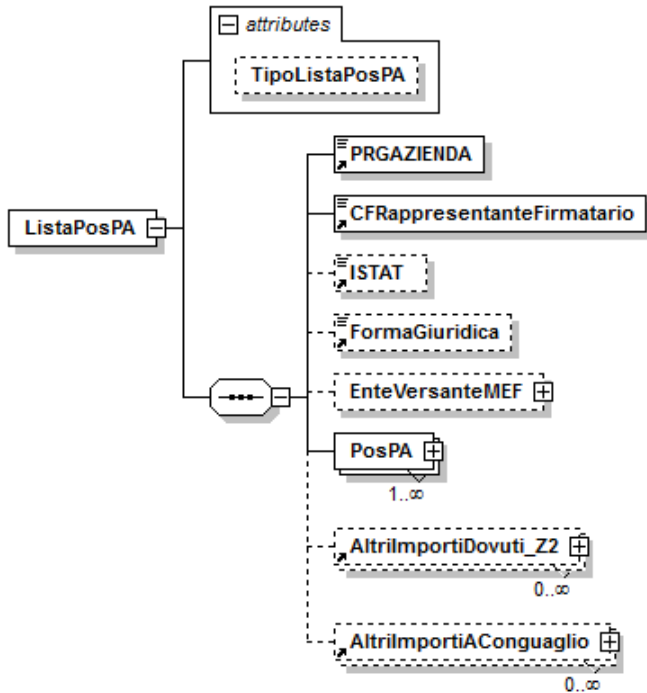 attributes
TipoListaPosPA
PRGAZIENDA
ListaPosPA
CFRappresentanteFirmatario
ISTAT
FormaGiuridica
EnteVersanteMEF
PosPA
1..∞
AltriImportiDovuti_Z2
0..∞
AltriImportiAConguaglio
0..∞